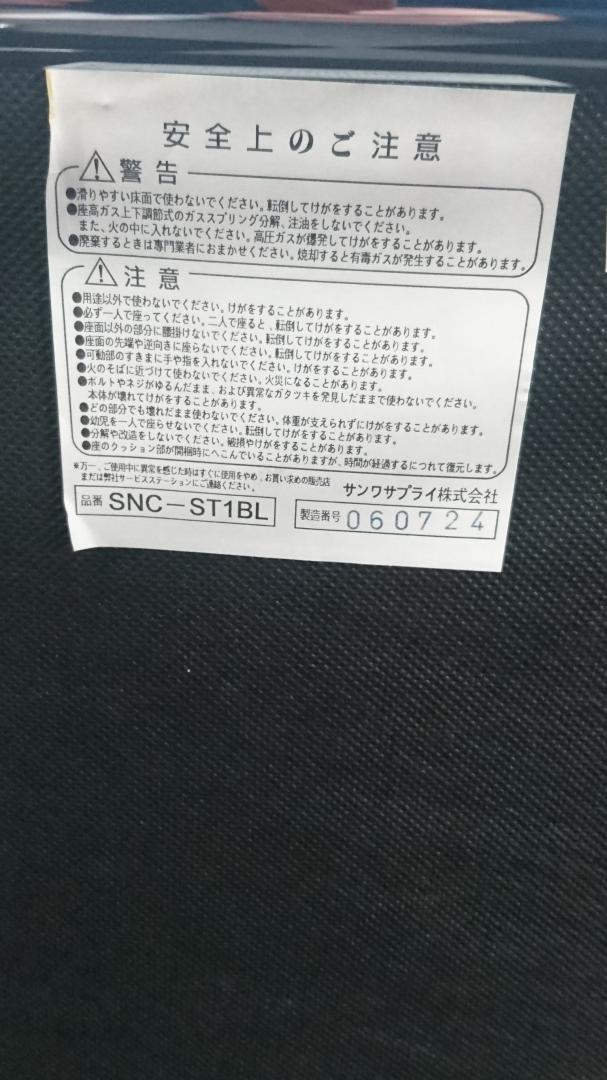 安全上のご注意
警告
●滑りやすい床面で使わないでください。転倒してけがをすることがあります。
●座高ガス上下調節式のガススプリング分解、注油をしないでください。
また、火の中に入れないでください。高圧ガスが爆発してけがをすることがあります。
●廃棄するときは専門業者におまかせください。焼却すると有毒ガスが発生することがあります。
注意
●用途以外で使わないでください。けがをすることがあります。
●必ず一人で座ってください。二人で座ると、転倒してけがをすることがあります。
●座面以外の部分に腰掛けないでください。転倒してけがをすることがあります。
●座面の先端や逆向きに座らないでください。転倒してけがをすることがあります。
●可動部のすきまに手や指を入れないでください。けがをすることがあります。
●火のそばに近づけて使わないでください。火災になることがあります。
●ボルトやネジがゆるんだまま、および異常なガタツキを発見したままで使わないでください。
本体が壊れてけがをすることがあります。
●どの部分でも壊れたまま使わないでください。体重が支えられずにけがをすることがあります。
●幼児を一人で座らせないでください。転倒してけがをすることがあります。
●分解や改造をしないでください。破損やけがをすることがあります。
●座のクッション部が開梱時にへこんでいることがありますが、時間が経過するにつれて復元します。
※万一、ご使用中に異常を感じた時はすぐに使用をやめ、お買い求めの販売店
または弊社サービスステーションにご連絡ください。
サンワサプライ株式会社
品番 SNC-ST1BL
製造番号 060724